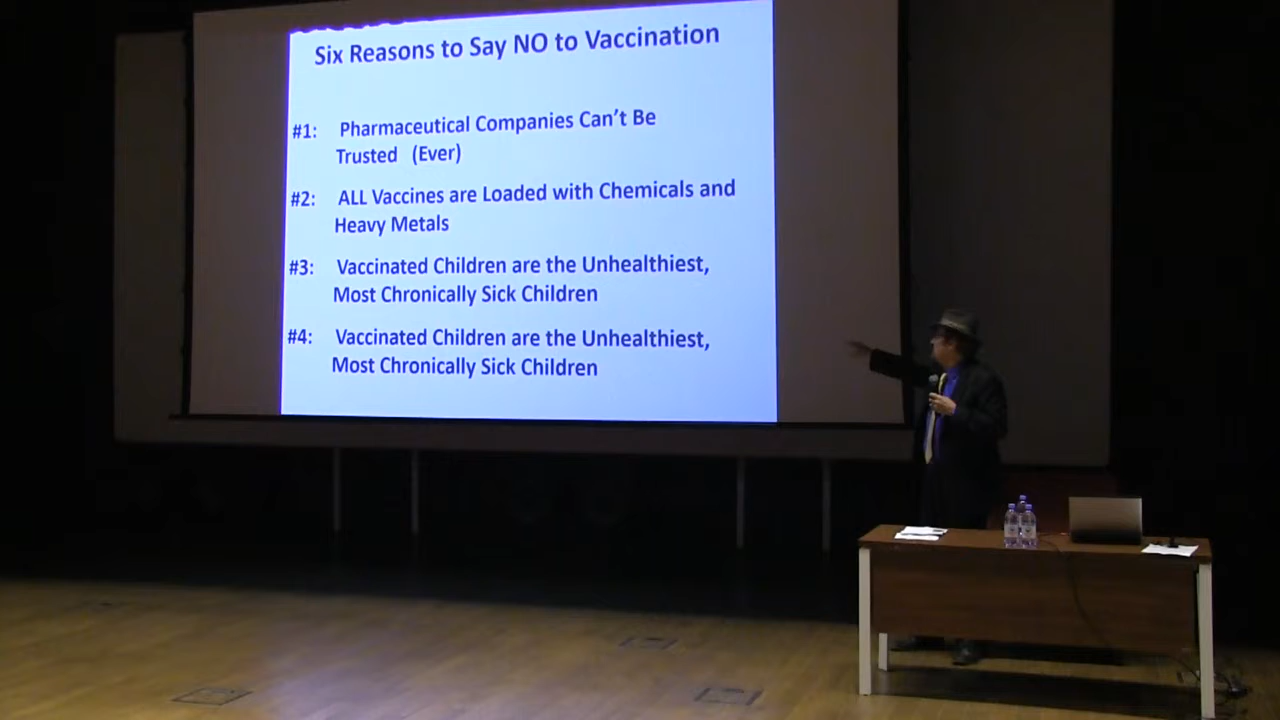 Six Reasons to Say NO to Vaccination
#1: Pharmaceutical Companies Can't Be
Trusted (Ever)
#2: ALL Vaccines are Loaded with Chemicals and
Heavy Metals
#3: Vaccinated Children are the Unhealthiest,
Most Chronically Sick Children
#4: Vaccinated Children are the Unhealthiest,
Most Chronically Sick Children